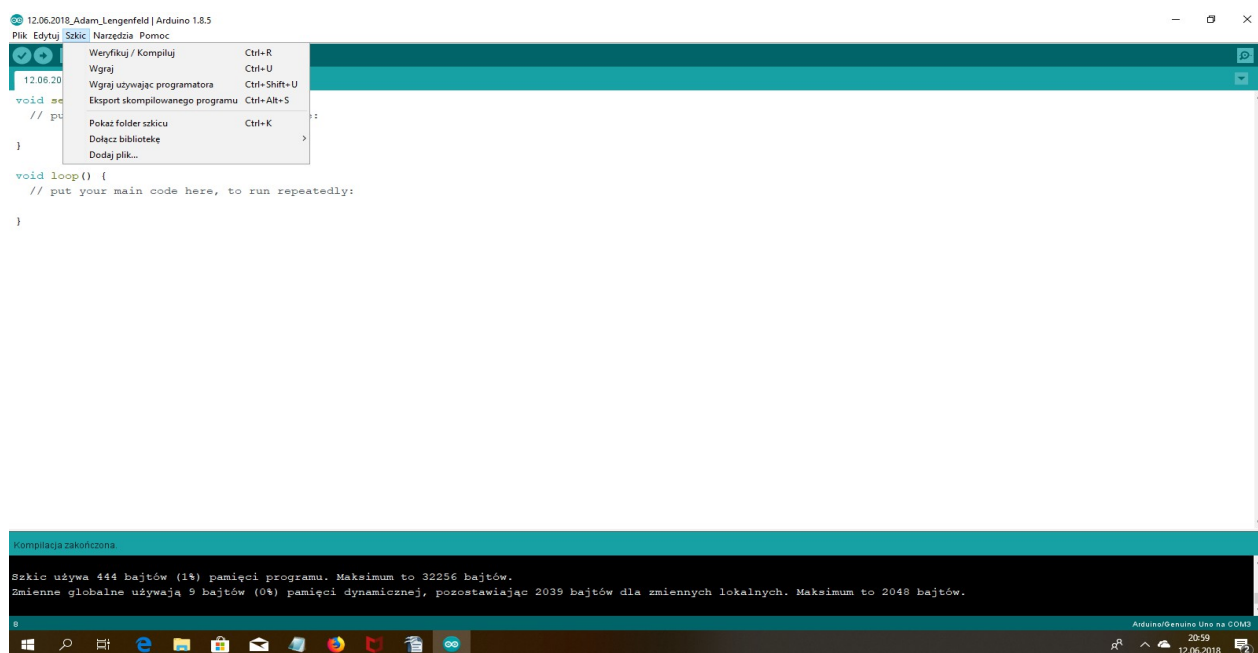 12.06.2018_Adam_Lengenfeld | Arduino 1.8.5
Plik Edytuj Szkic Narzędzia Pomoc
Weryfikuj / Kompiluj Ctrl+R
Wgraj Ctrl+U
Wgraj używając programatora Ctrl+Shift+U
Eksport skompilowanego programu Ctrl+Alt+S
Pokaż folder szkicu Ctrl+K
Dołącz bibliotekę
Dodaj plik...
12.06.20
void se
// pu :
}
void loop() {
// put your main code here, to run repeatedly:
}
Kompilacja zakończona.
Szkic używa 444 bajtów (1%) pamięci programu. Maksimum to 32256 bajtów.
Zmienne globalne używają 9 bajtów (0%) pamięci dynamicznej, pozostawiając 2039 bajtów dla zmiennych lokalnych. Maksimum to 2048 bajtów.
8 Arduino/Genuino Uno na COM3
20:59
12.06.2018
2